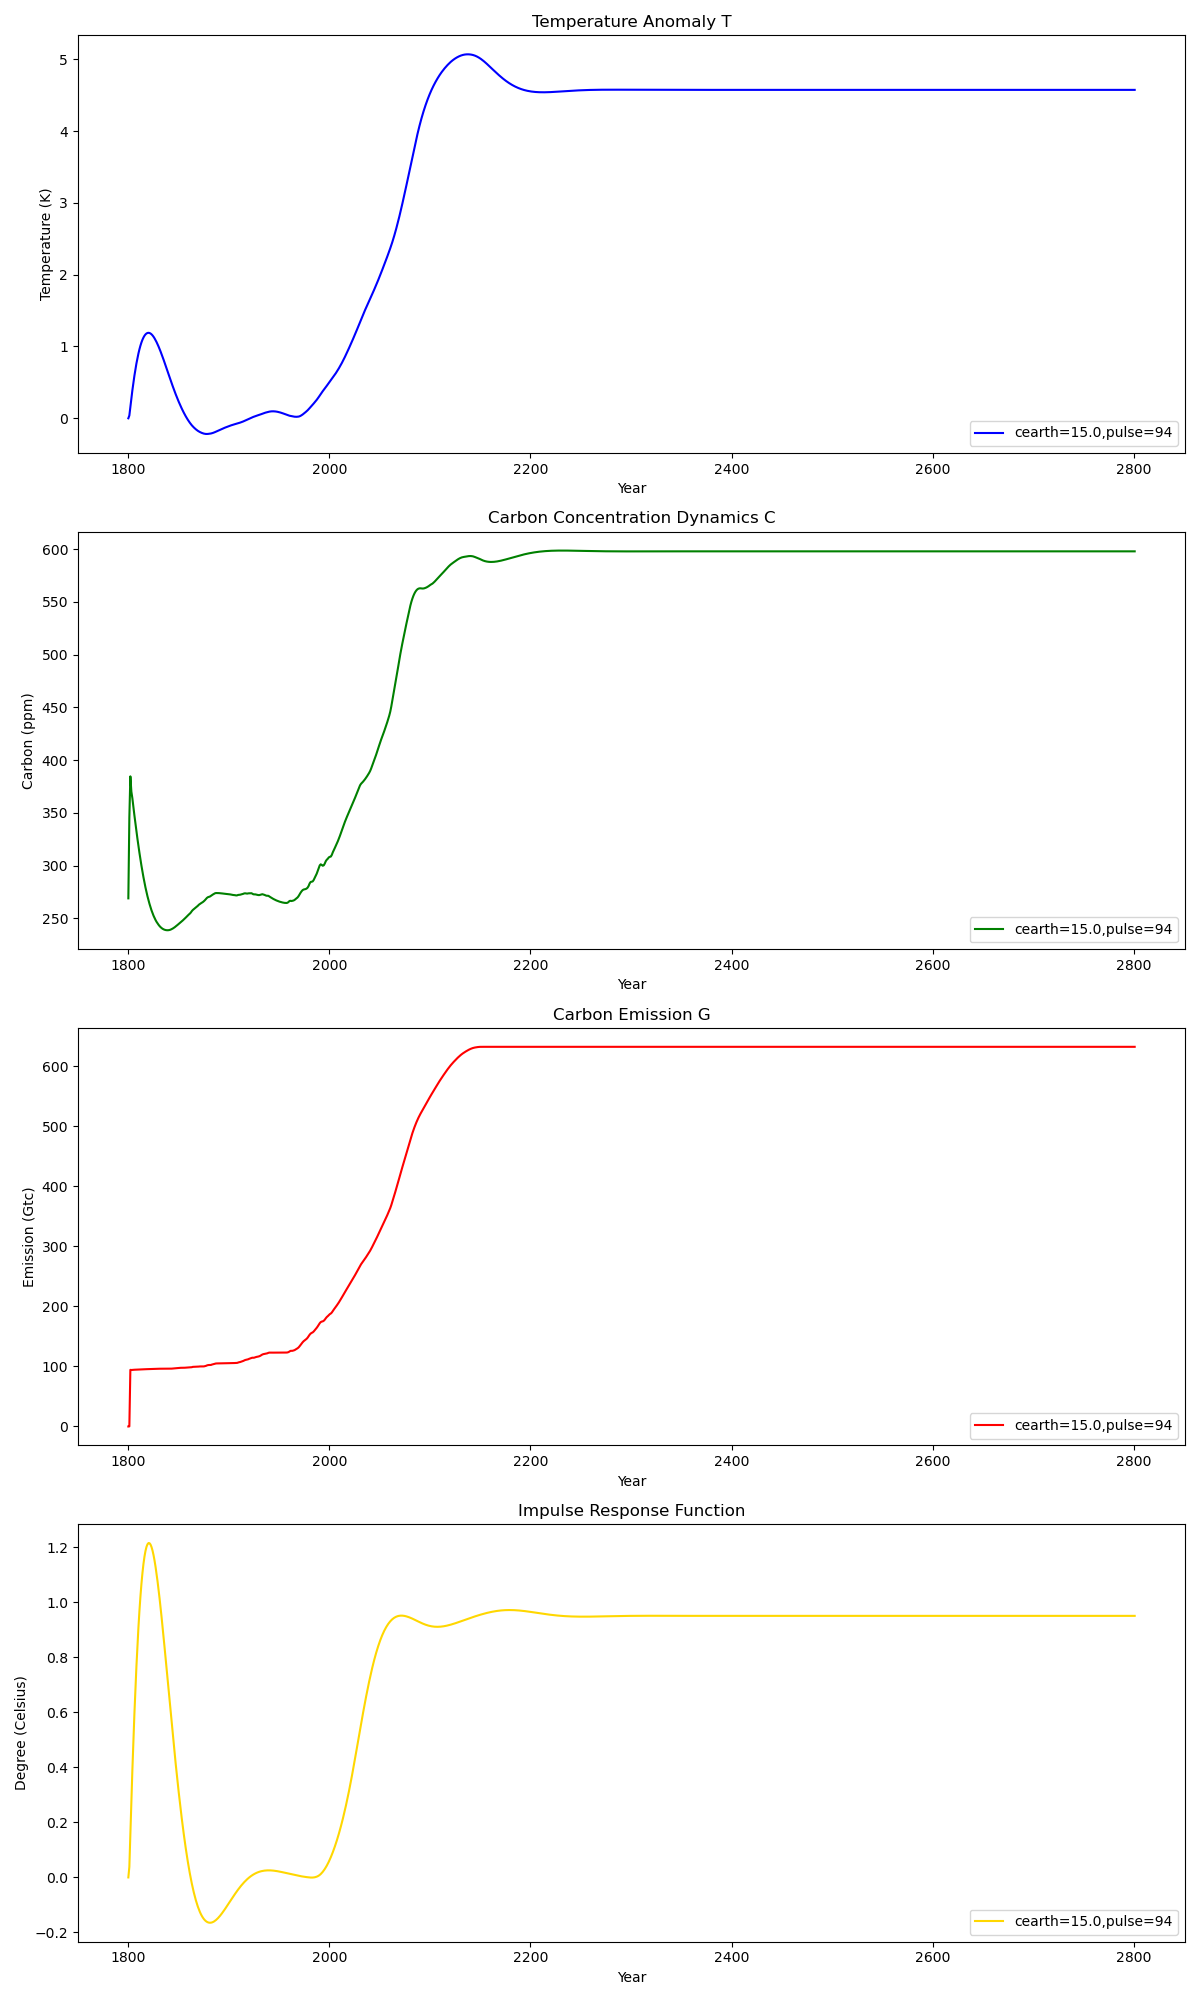 Temperature Anomaly T
5
4
3
2
1
0
Temperature (K)
cearth=15.0,pulse=94
1800 2000 2200 2400 2600 2800
Year
Carbon Concentration Dynamics C
600
550
500
450
400
350
300
250
Carbon (ppm)
cearth=15.0,pulse=94
1800 2000 2200 2400 2600 2800
Year
Carbon Emission G
600
500
400
300
200
100
0
Emission (Gtc)
cearth=15.0,pulse=94
1800 2000 2200 2400 2600 2800
Year
Impulse Response Function
1.2
1.0
0.8
0.6
0.4
0.2
0.0
−0.2
Degree (Celsius)
cearth=15.0,pulse=94
1800 2000 2200 2400 2600 2800
Year